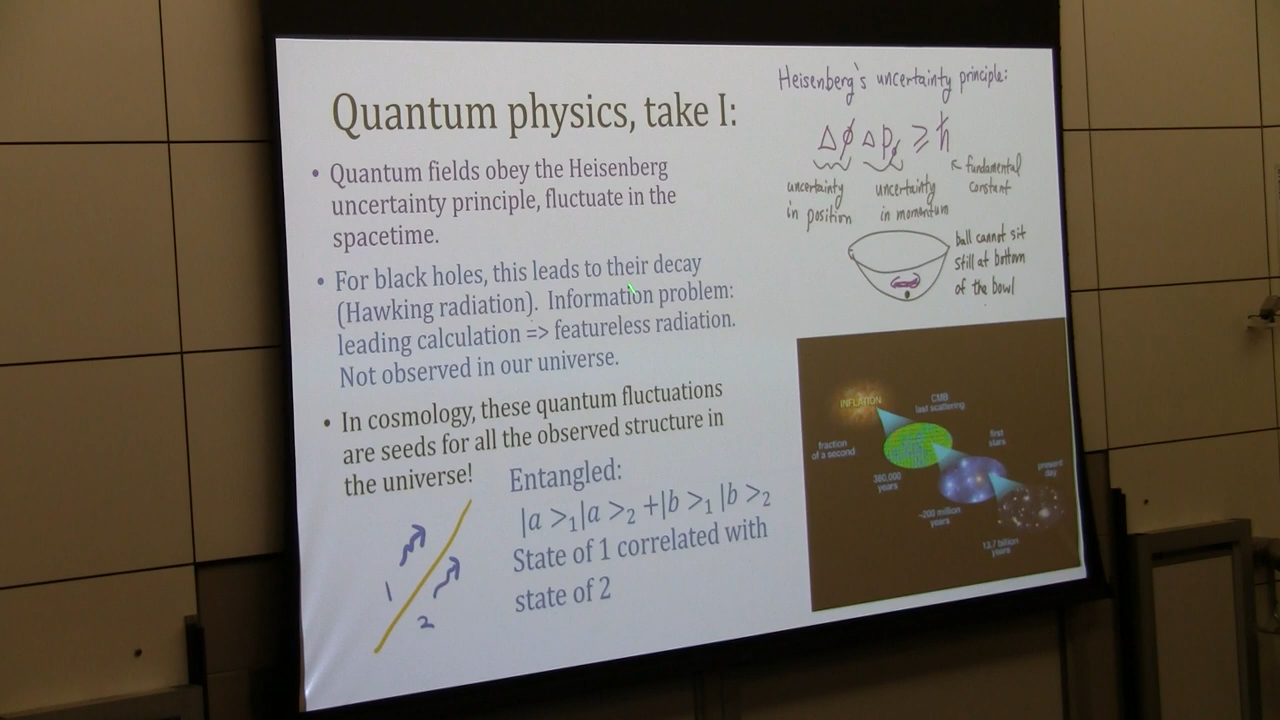 Quantum physics, take I:
• Quantum fields obey the Heisenberg
uncertainty principle, fluctuate in the
spacetime.
• For black holes, this leads to their decay
(Hawking radiation). Information problem:
leading calculation => featureless radiation.
Not observed in our universe.
• In cosmology, these quantum fluctuations
are seeds for all the observed structure in
the universe!
Entangled:
|a >₁|a >₂ +|b >₁ |b >₂
State of 1 correlated with
state of 2
1
2
Heisenberg's uncertainty principle:
Δϕ Δp_ϕ ≥ ℏ
uncertainty
in position
uncertainty
in momentum
fundamental
constant
ball cannot sit
still at bottom
of the bowl
INFLATION
CMB
last scattering
fraction
of a second
first
stars
380,000
years
present
day
~200 million
years
13.7 billion
years